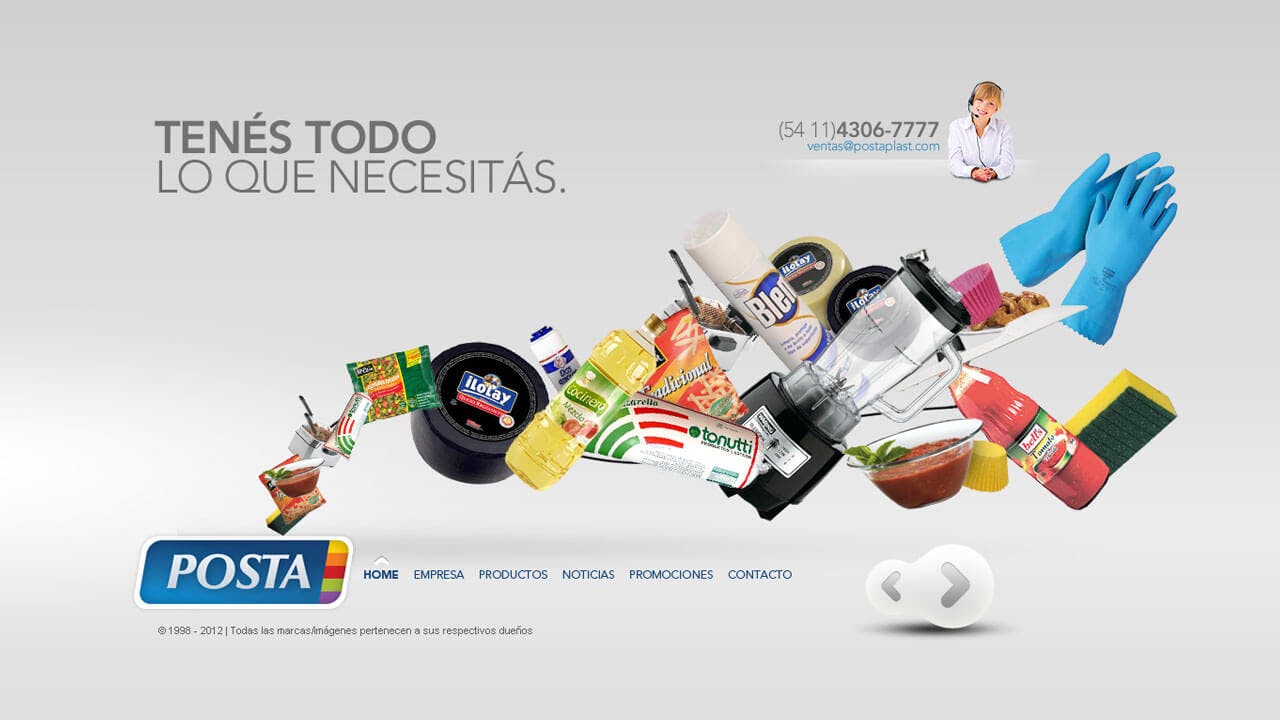 TENÉS TODO
LO QUE NECESITÁS.
(54 11)4306-7777
ventas@postaplast.com
ilolay
ilolay
Blem
ilolay
Cocinero
Tradicional
tonutti
POSTA
HOME EMPRESA PRODUCTOS NOTICIAS PROMOCIONES CONTACTO
© 1998 - 2012 | Todas las marcas/imágenes pertenecen a sus respectivos dueños